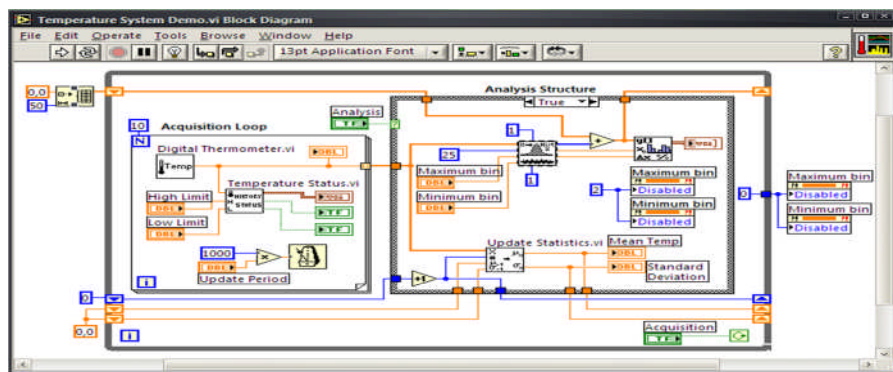 Temperature System Demo.vi Block Diagram
File Edit Operate Tools Browse Window Help
13pt Application Font
Analysis Structure
True
0,0
50
Analysis
TF
10
N
Acquisition Loop
1
25
1
Digital Thermometer.vi
DBL
Temp
Maximum bin
DBL
Minimum bin
DBL
Maximum bin
Disabled
2
Minimum bin
Disabled
0
Maximum bin
Disabled
Minimum bin
Disabled
Temperature Status.vi
High Limit
DBL
Low Limit
DBL
STATUS
TF
TF
1000
DBL
Update Period
Update Statistics.vi
Mean Temp
DBL
DBL
Standard
Deviation
i
0
0,0
i
Acquisition
TF